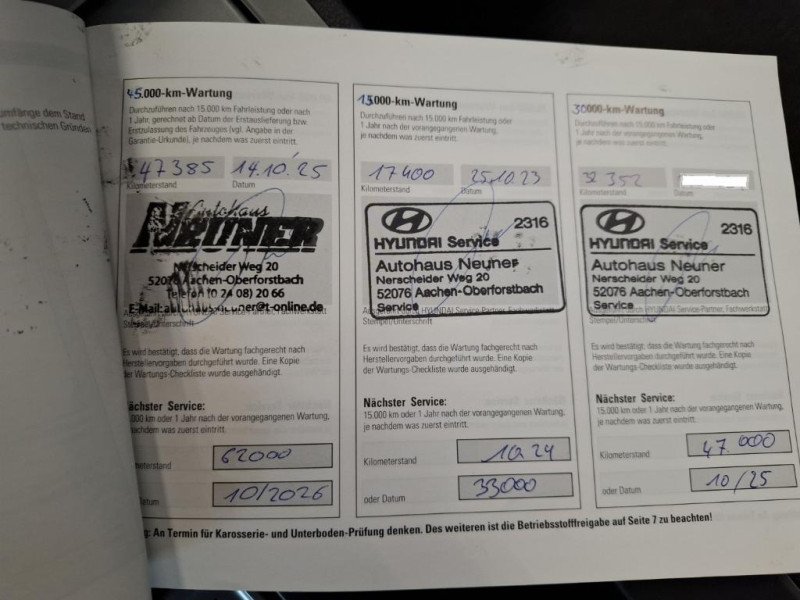 umfänge dem Stand
technischen Gründen
45.000-km-Wartung
Durchzuführen nach 15.000 km Fahrleistung oder nach
1 Jahr, gerechnet ab Datum der Erstauslieferung bzw.
Erstzulassung des Fahrzeuges (vgl. Angabe in der
Garantie-Urkunde), je nachdem was zuerst eintritt.
47385 14.10.25
Kilometerstand Datum
Autohaus
NEUNER
Nerscheider Weg 20
52076 Aachen-Oberforstbach
Telefon (0 24 08) 20 66
Stempel/Unterschrift
Es wird bestätigt, dass die Wartung fachgerecht nach
Herstellervorgaben durchgeführt wurde. Eine Kopie
der Wartungs-Checkliste wurde ausgehändigt.
Nächster Service:
15.000 km oder 1 Jahr nach der vorangegangenen Wartung,
je nachdem was zuerst eintritt.
Kilometerstand 62000
oder Datum 10/2026
15000-km-Wartung
Durchzuführen nach 15.000 km Fahrleistung oder
1 Jahr nach der vorangegangenen Wartung,
je nachdem was zuerst eintritt.
17400 25.10.23
Kilometerstand Datum
HYUNDAI Service 2316
Autohaus Neuner
Nerscheider Weg 20
52076 Aachen-Oberforstbach
Service
HYUNDAI Service-Partner, Fachwerkstatt
Stempel/Unterschrift
Es wird bestätigt, dass die Wartung fachgerecht nach
Herstellervorgaben durchgeführt wurde. Eine Kopie
der Wartungs-Checkliste wurde ausgehändigt.
Nächster Service:
15.000 km oder 1 Jahr nach der vorangegangenen Wartung,
je nachdem was zuerst eintritt.
Kilometerstand 10.24
oder Datum 33000
30000-km-Wartung
Durchzuführen nach 15.000 km Fahrleistung oder
1 Jahr nach der vorangegangenen Wartung,
je nachdem was zuerst eintritt.
32 352
Kilometerstand Datum
HYUNDAI Service 2316
Autohaus Neuner
Nerscheider Weg 20
52076 Aachen-Oberforstbach
Service
HYUNDAI Service-Partner, Fachwerkstatt
Stempel/Unterschrift
Es wird bestätigt, dass die Wartung fachgerecht nach
Herstellervorgaben durchgeführt wurde. Eine Kopie
der Wartungs-Checkliste wurde ausgehändigt.
Nächster Service:
15.000 km oder 1 Jahr nach der vorangegangenen Wartung,
je nachdem was zuerst eintritt.
Kilometerstand 47.000
oder Datum 10/25
An Termin für Karosserie- und Unterboden-Prüfung denken. Des weiteren ist die Betriebsstofffreigabe auf Seite 7 zu beachten!